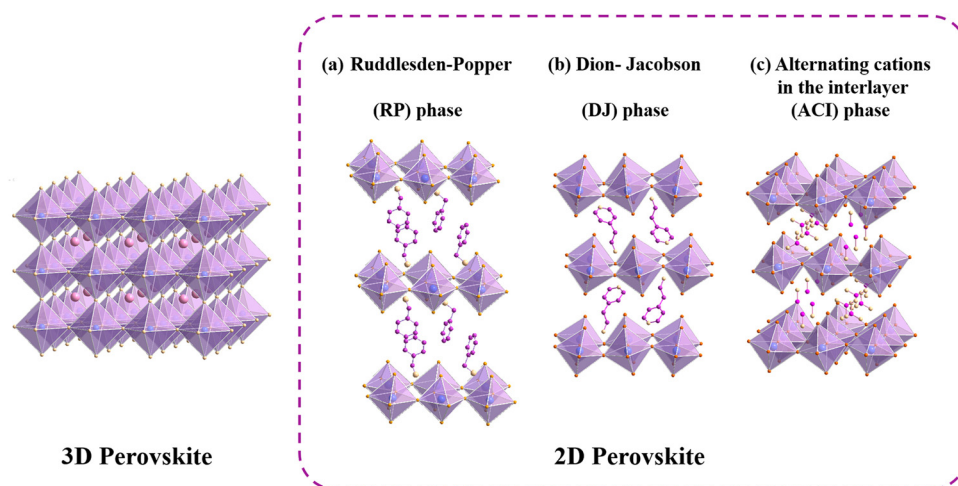 (a) Ruddlesden-Popper
(RP) phase
(b) Dion- Jacobson
(DJ) phase
(c) Alternating cations
in the interlayer
(ACI) phase
3D Perovskite
2D Perovskite